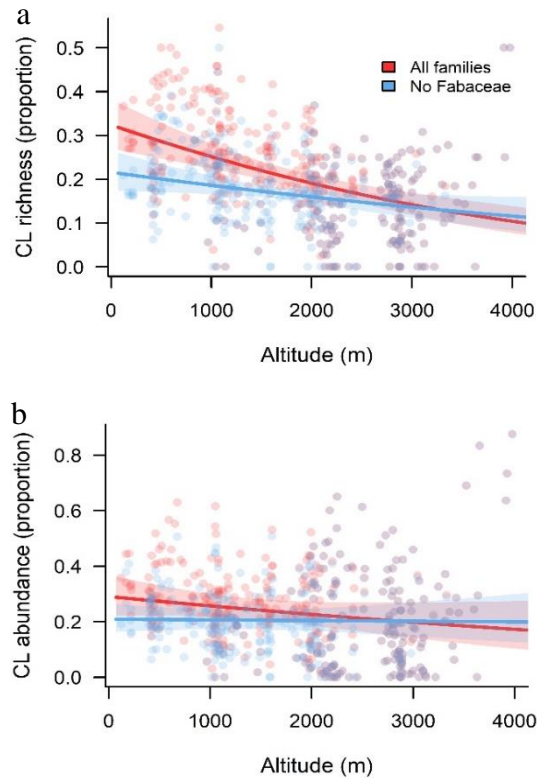 a
CL richness (proportion)
0.5
0.4
0.3
0.2
0.1
0.0
All families
No Fabaceae
0 1000 2000 3000 4000
Altitude (m)
b
CL abundance (proportion)
0.8
0.6
0.4
0.2
0.0
0 1000 2000 3000 4000
Altitude (m)